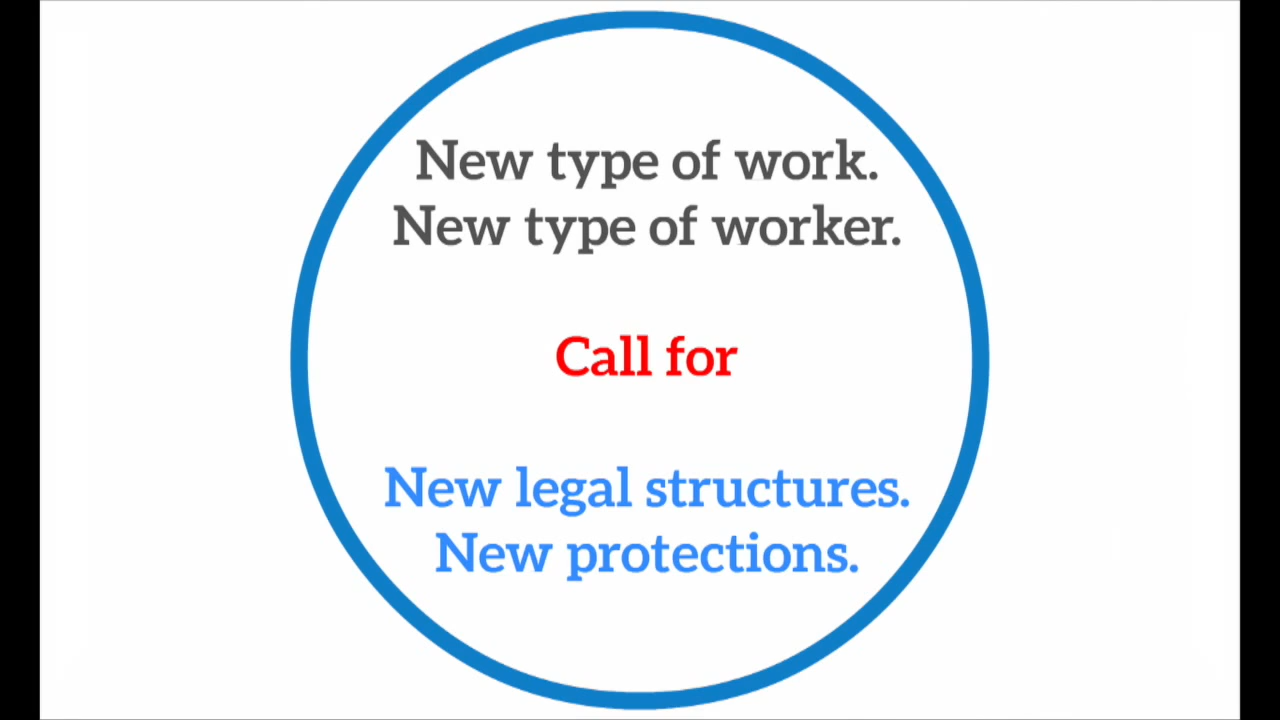 New type of work.
New type of worker.
Call for
New legal structures.
New protections.